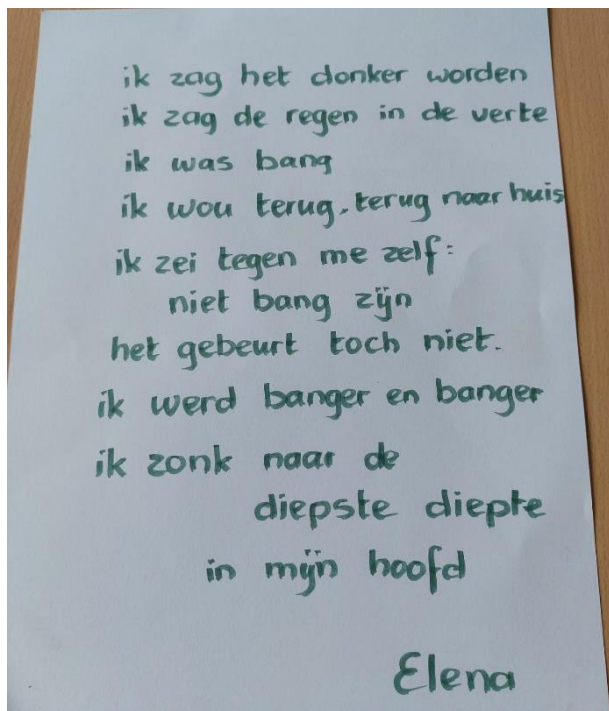 ik zag het donker worden
ik zag de regen in de verte
ik was bang
ik wou terug, terug naar huis
ik zei tegen me zelf:
niet bang zijn
het gebeurt toch niet.
ik werd banger en banger
ik zonk naar de
diepste diepte
in mijn hoofd
Elena